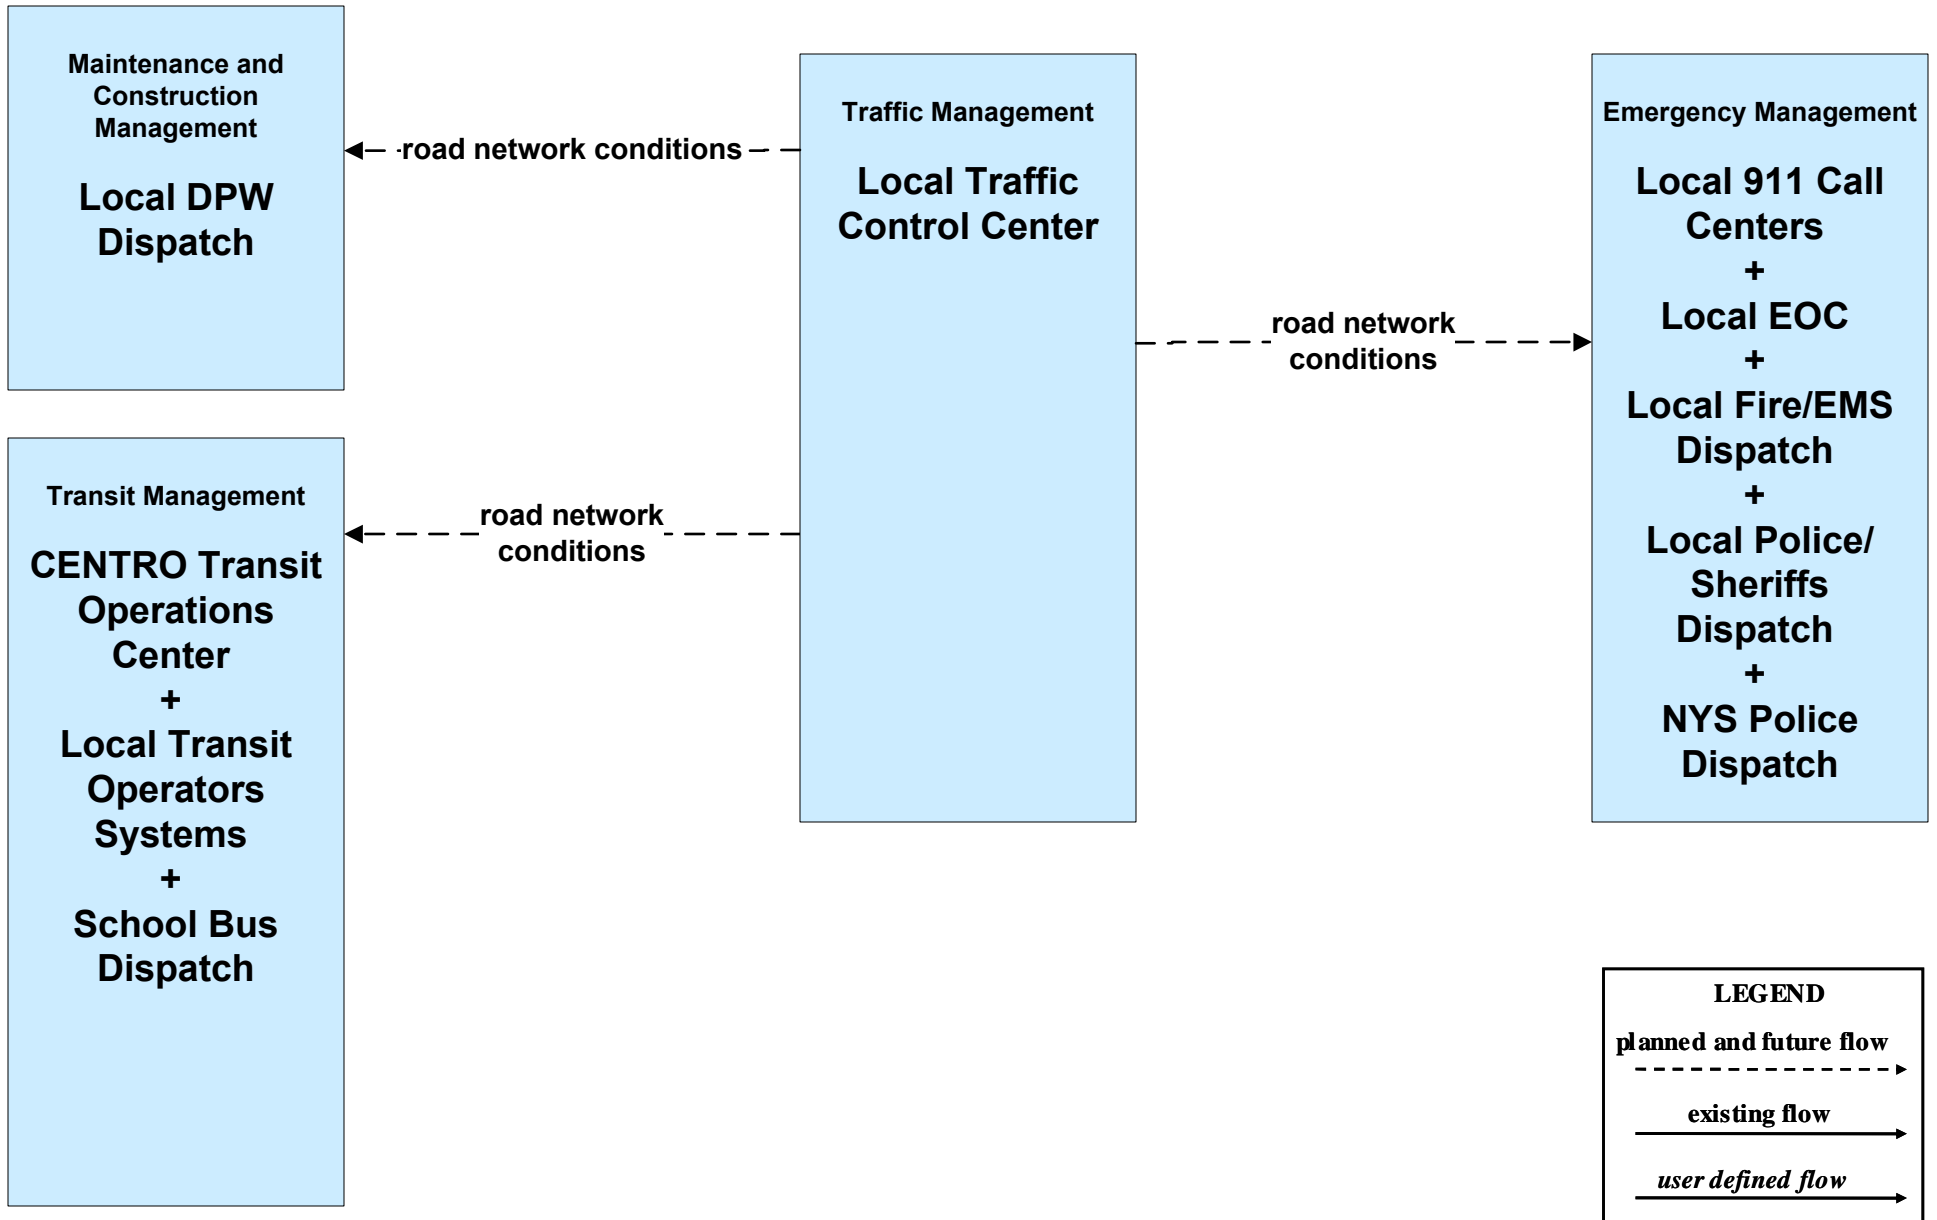 Maintenance and
Construction
Management
Local DPW
Dispatch
road network conditions
Traffic Management
Local Traffic
Control Center
Emergency Management
Local 911 Call
Centers
+
Local EOC
+
Local Fire/EMS
Dispatch
+
Local Police/
Sheriffs
Dispatch
+
NYS Police
Dispatch
road network
conditions
Transit Management
CENTRO Transit
Operations
Center
+
Local Transit
Operators
Systems
+
School Bus
Dispatch
road network
conditions
LEGEND
planned and future flow
existing flow
user defined flow